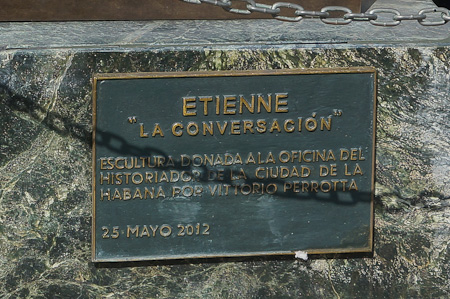 ETIENNE
"LA CONVERSACIÓN"
ESCULTURA DONADA A LA OFICINA DEL
HISTORIADOR DE LA CIUDAD DE LA
HABANA POR VITTORIO PERROTTA
25-MAYO.2012